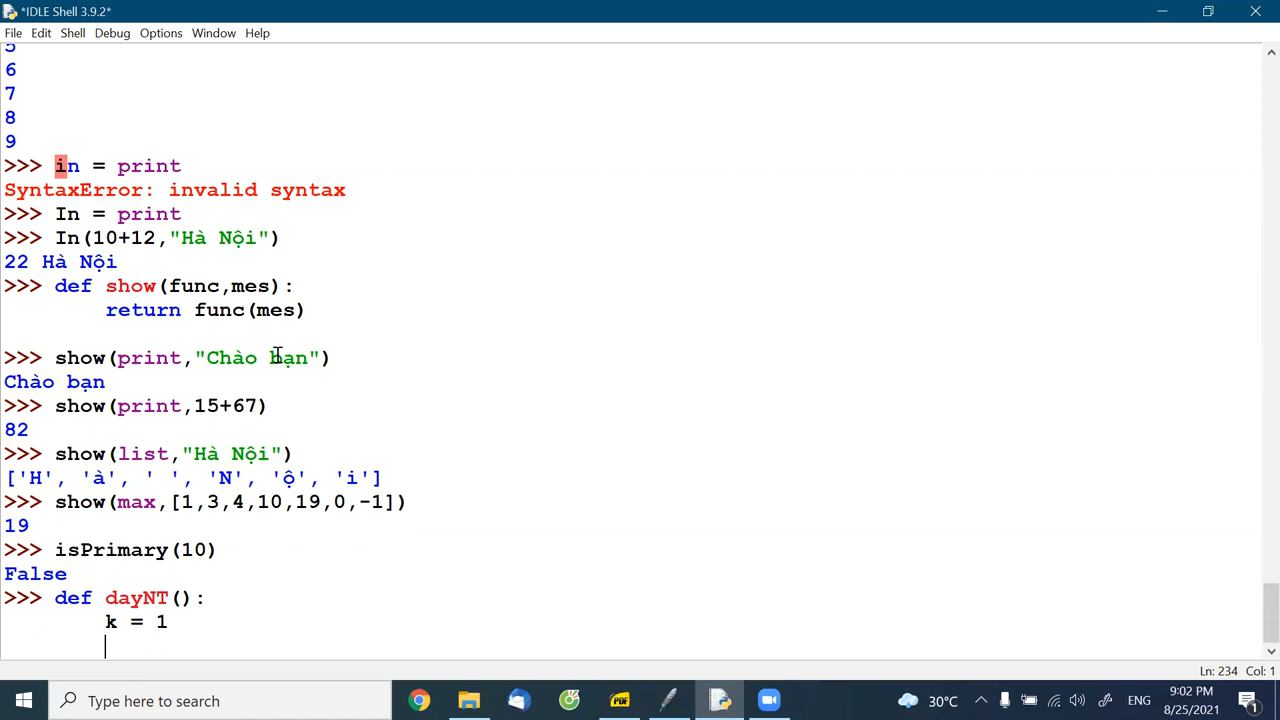 *IDLE Shell 3.9.2*
File Edit Shell Debug Options Window Help
5
6
7
8
9
>>> in = print
SyntaxError: invalid syntax
>>> In = print
>>> In(10+12,"Hà Nội")
22 Hà Nội
>>> def show(func,mes):
return func(mes)
>>> show(print,"Chào bạn")
Chào bạn
>>> show(print,15+67)
82
>>> show(list,"Hà Nội")
['H', 'à', ' ', 'N', 'ộ', 'i']
>>> show(max,[1,3,4,10,19,0,-1])
19
>>> isPrimary(10)
False
>>> def dayNT():
k = 1
Ln: 234 Col: 1
Type here to search
PDF
30°C
ENG
9:02 PM
8/25/2021
1